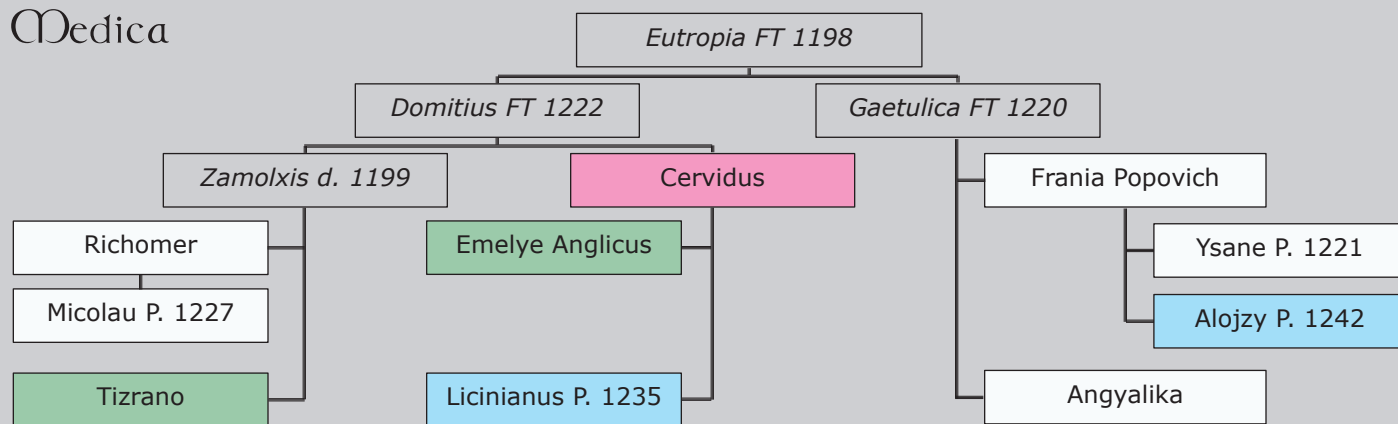 Medica
Eutropia FT 1198
Domitius FT 1222
Gaetulica FT 1220
Zamolxis d. 1199
Cervidus
Frania Popovich
Richomer
Emelye Anglicus
Ysane P. 1221
Micolau P. 1227
Alojzy P. 1242
Tizrano
Licinianus P. 1235
Angyalika